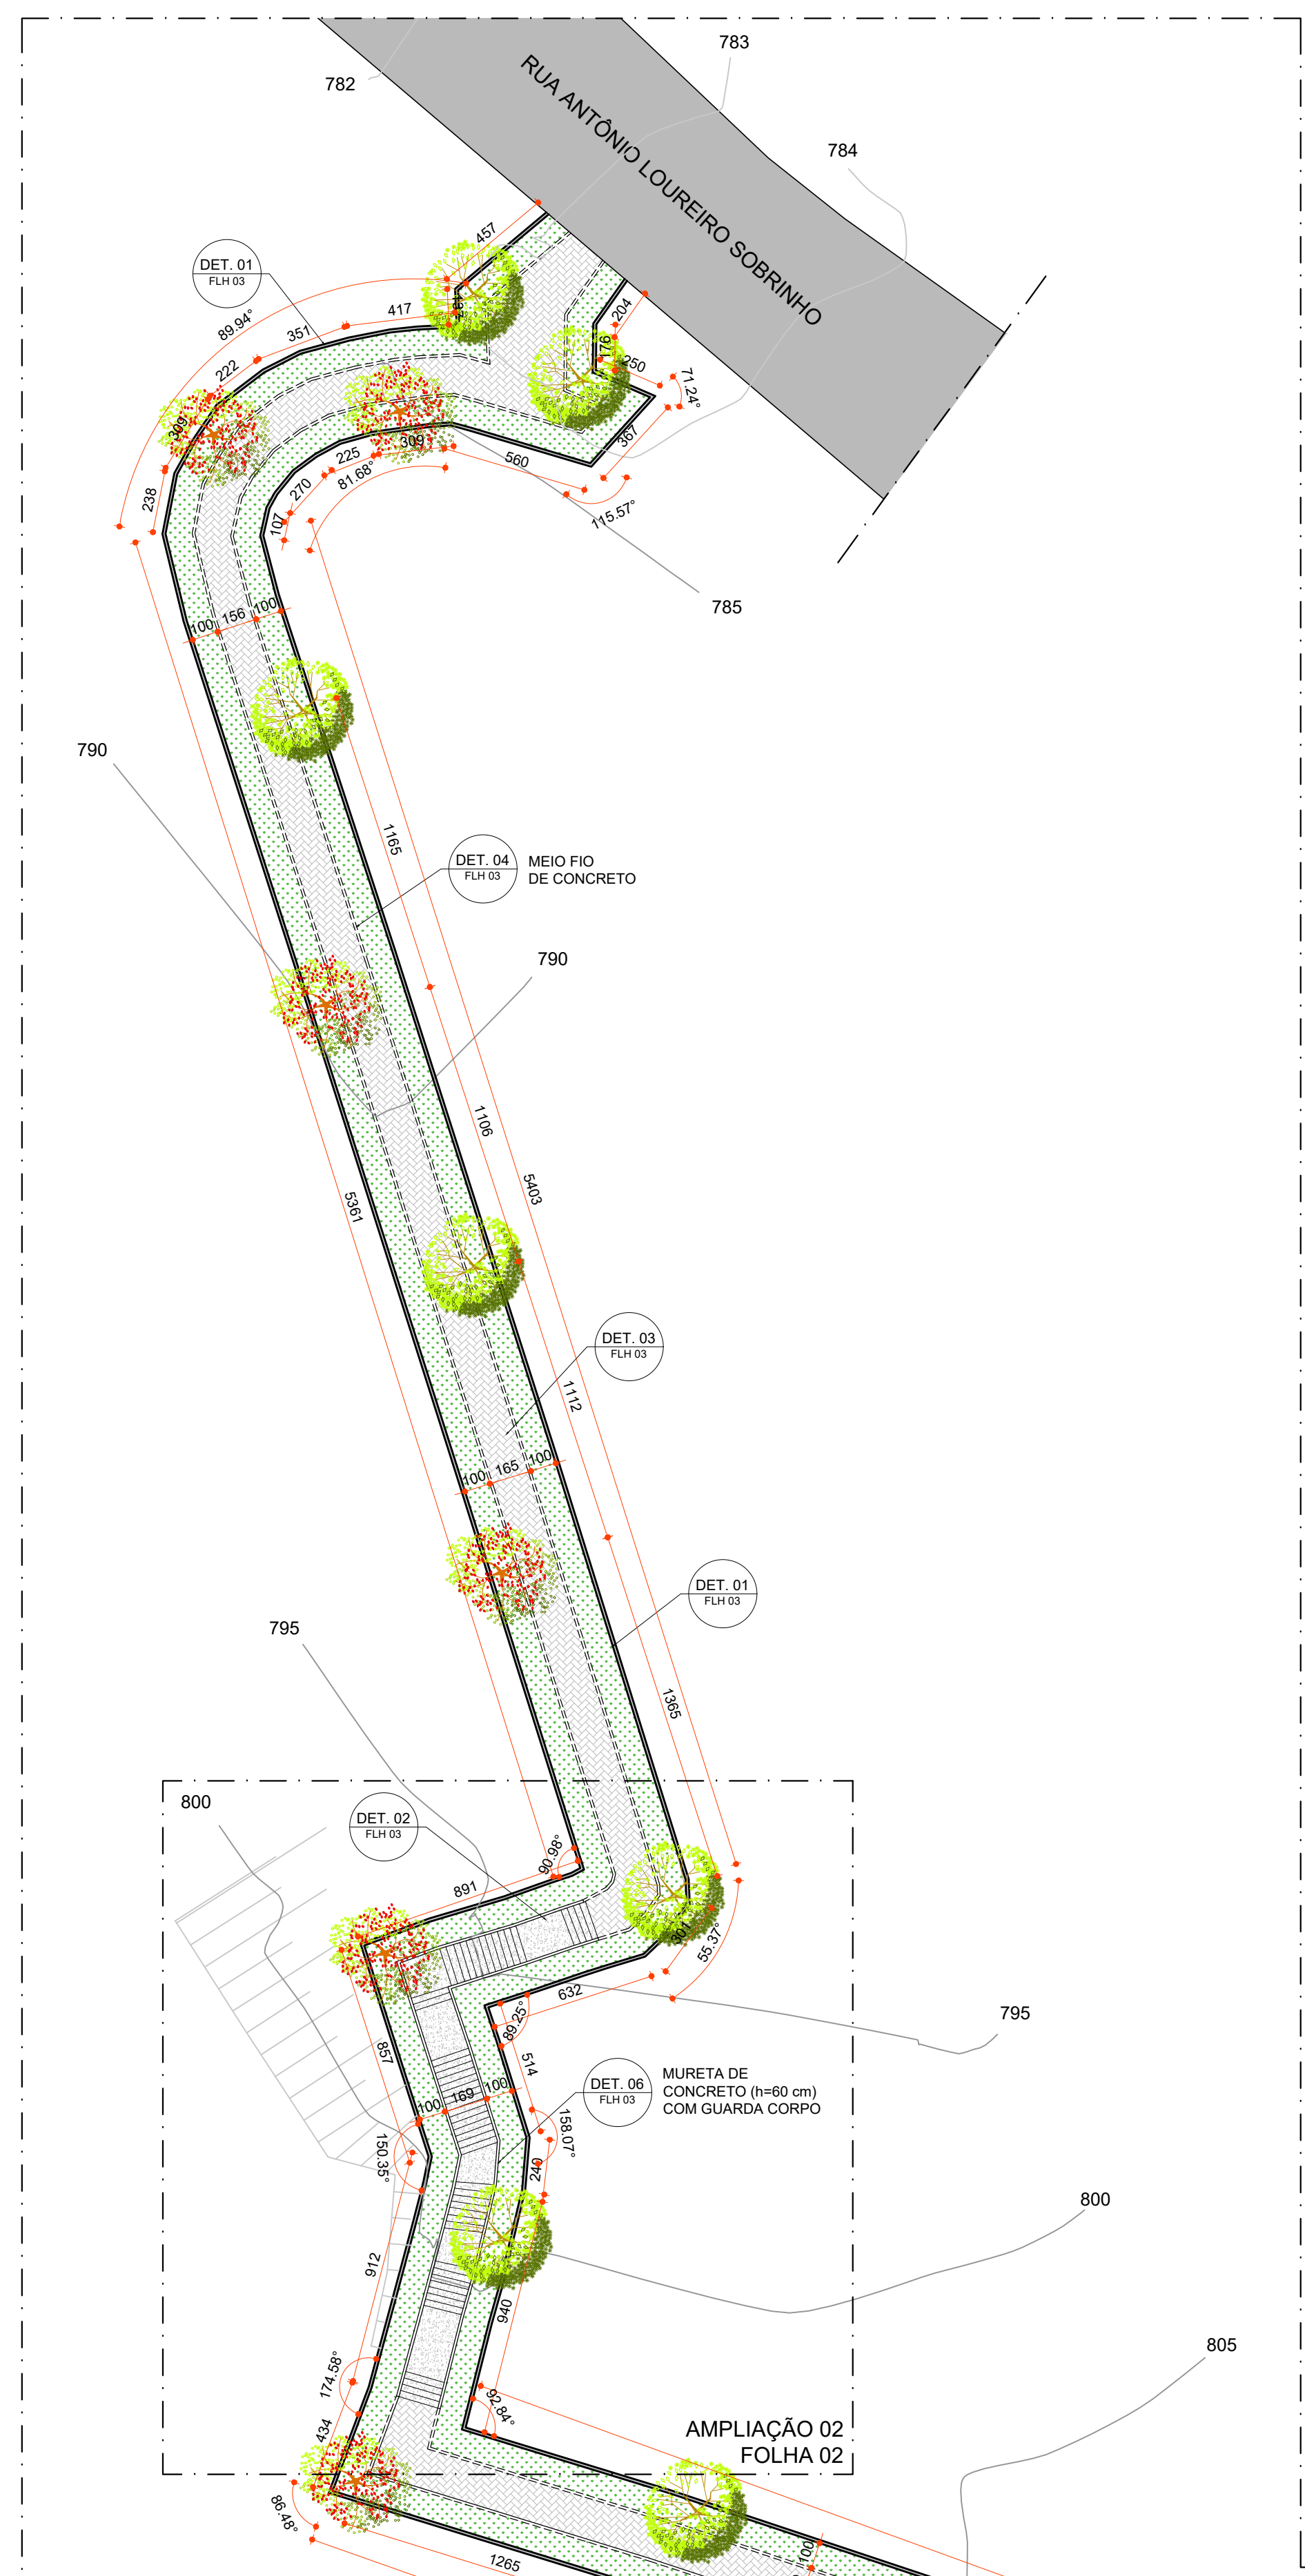 783
782
RUA ANTÔNIO LOUREIRO SOBRINHO
784
457
DET. 01
FLH 03
204
417
89.94°
351
250
222
71.24°
309
367
309
225
560
81.68°
238
270
115.57°
107
785
100 156 100
790
1165
DET. 04
FLH 03
MEIO FIO
DE CONCRETO
790
1106
5403
5361
DET. 03
FLH 03
1112
100 165 100
DET. 01
FLH 03
795
1365
800
DET. 02
FLH 03
90.98°
891
301
55.37°
632
795
89.25°
514
857
DET. 06
FLH 03
MURETA DE
CONCRETO (h=60 cm)
COM GUARDA CORPO
100 169 100
158.07°
150.35°
240
800
912
940
805
174.58°
92.84°
434
AMPLIAÇÃO 02
FOLHA 02
86.48°
100
1265